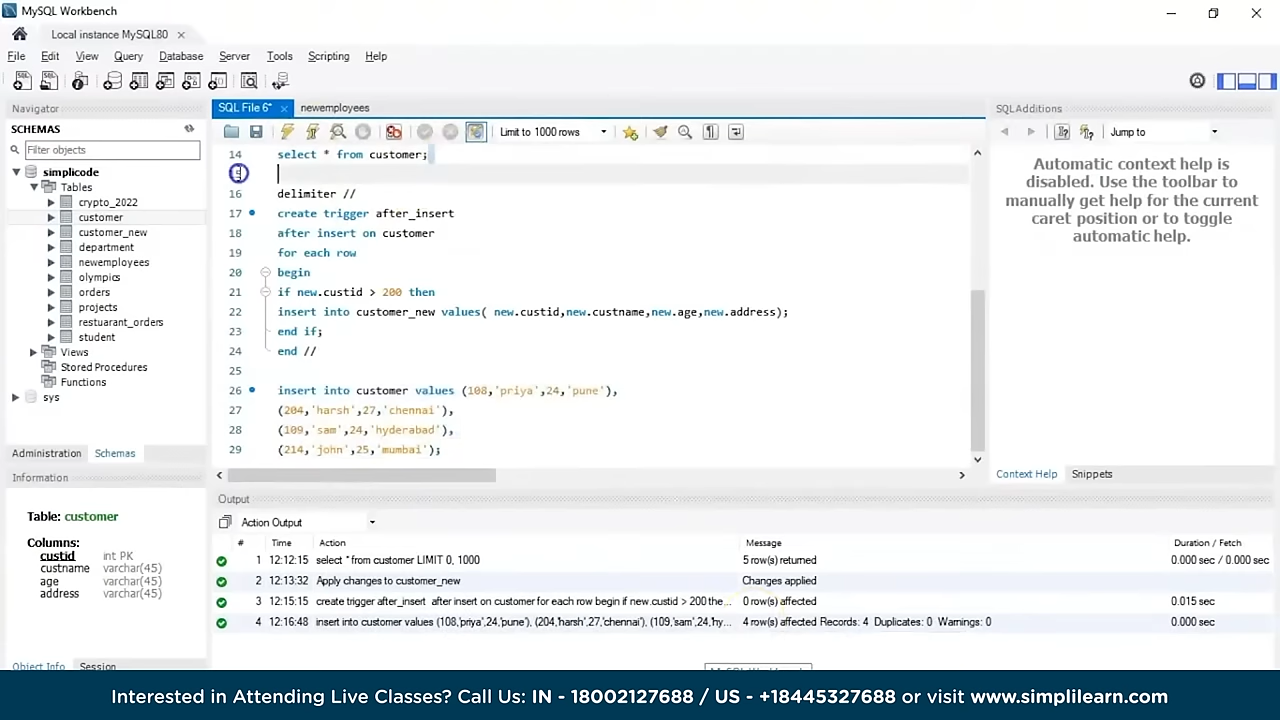 MySQL Workbench
Local instance MySQL80
File Edit View Query Database Server Tools Scripting Help
Navigator
SCHEMAS
Filter objects
simplicode
Tables
crypto_2022
customer
customer_new
department
newemployees
olympics
orders
projects
restuarant_orders
student
Views
Stored Procedures
Functions
sys
Administration Schemas
Information
Table: customer
Columns:
custid int PK
custname varchar(45)
age varchar(45)
address varchar(45)
Object Info Session
SQL File 6* newemployees
Limit to 1000 rows
14 select * from customer;
16 delimiter //
17 create trigger after_insert
18 after insert on customer
19 for each row
20 begin
21 if new.custid > 200 then
22 insert into customer_new values( new.custid,new.custname,new.age,new.address);
23 end if;
24 end //
25
26 insert into customer values (108,'priya',24,'pune'),
27 (204,'harsh',27,'chennai'),
28 (109,'sam',24,'hyderabad'),
29 (214,'john',25,'mumbai');
SQLAdditions
Jump to
Automatic context help is
disabled. Use the toolbar to
manually get help for the current
caret position or to toggle
automatic help.
Context Help Snippets
Output
Action Output
# Time Action Message Duration / Fetch
1 12:12:15 select * from customer LIMIT 0, 1000 5 row(s) returned 0.000 sec / 0.000 sec
2 12:13:32 Apply changes to customer_new Changes applied
3 12:15:15 create trigger after_insert after insert on customer for each row begin if new.custid > 200 the... 0 row(s) affected 0.015 sec
4 12:16:48 insert into customer values (108,'priya',24,'pune'), (204,'harsh',27,'chennai'), (109,'sam',24,'hy... 4 row(s) affected Records: 4 Duplicates: 0 Warnings: 0 0.000 sec
Interested in Attending Live Classes? Call Us: IN - 18002127688 / US - +18445327688 or visit www.simplilearn.com